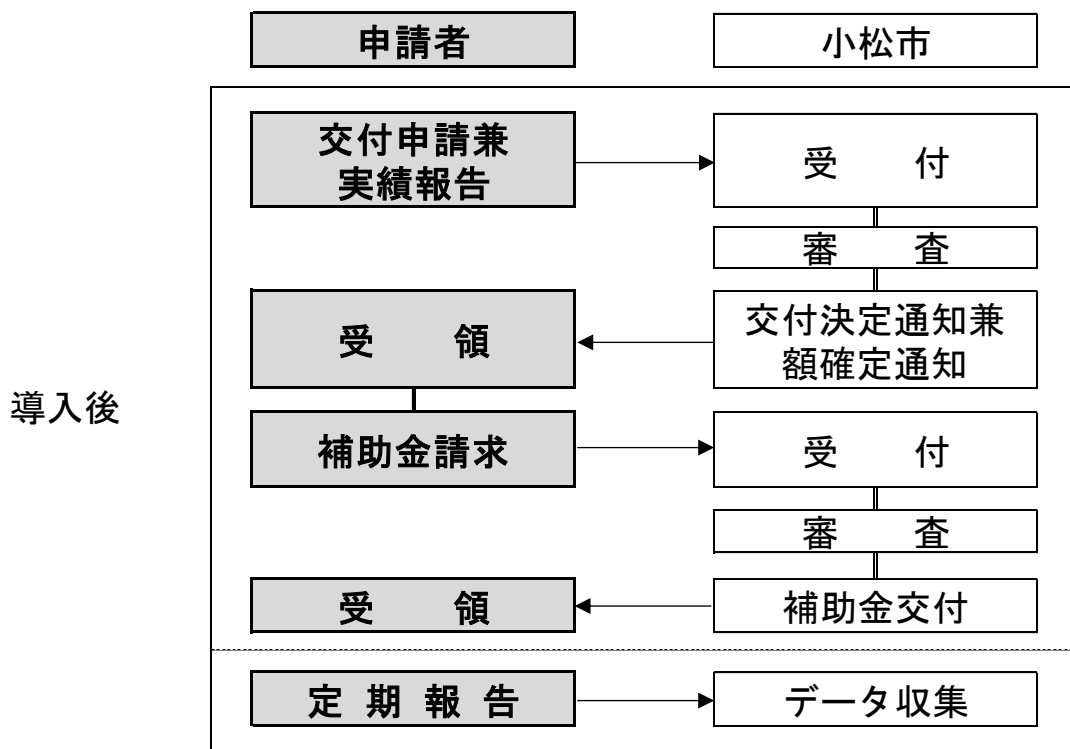 申請者
小松市
交付申請兼
実績報告
受　　付
審　　査
受　　領
交付決定通知兼
額確定通知
導入後
補助金請求
受　　付
審　　査
受　　領
補助金交付
定 期 報 告
データ収集